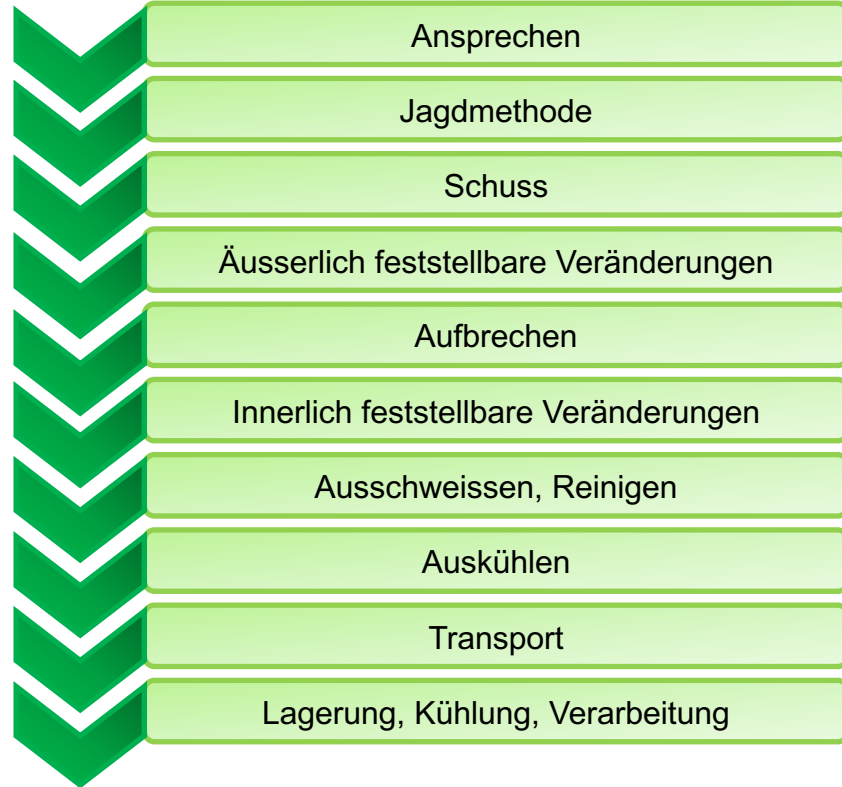 Ansprechen
Jagdmethode
Schuss
Äusserlich feststellbare Veränderungen
Aufbrechen
Innerlich feststellbare Veränderungen
Ausschweissen, Reinigen
Auskühlen
Transport
Lagerung, Kühlung, Verarbeitung